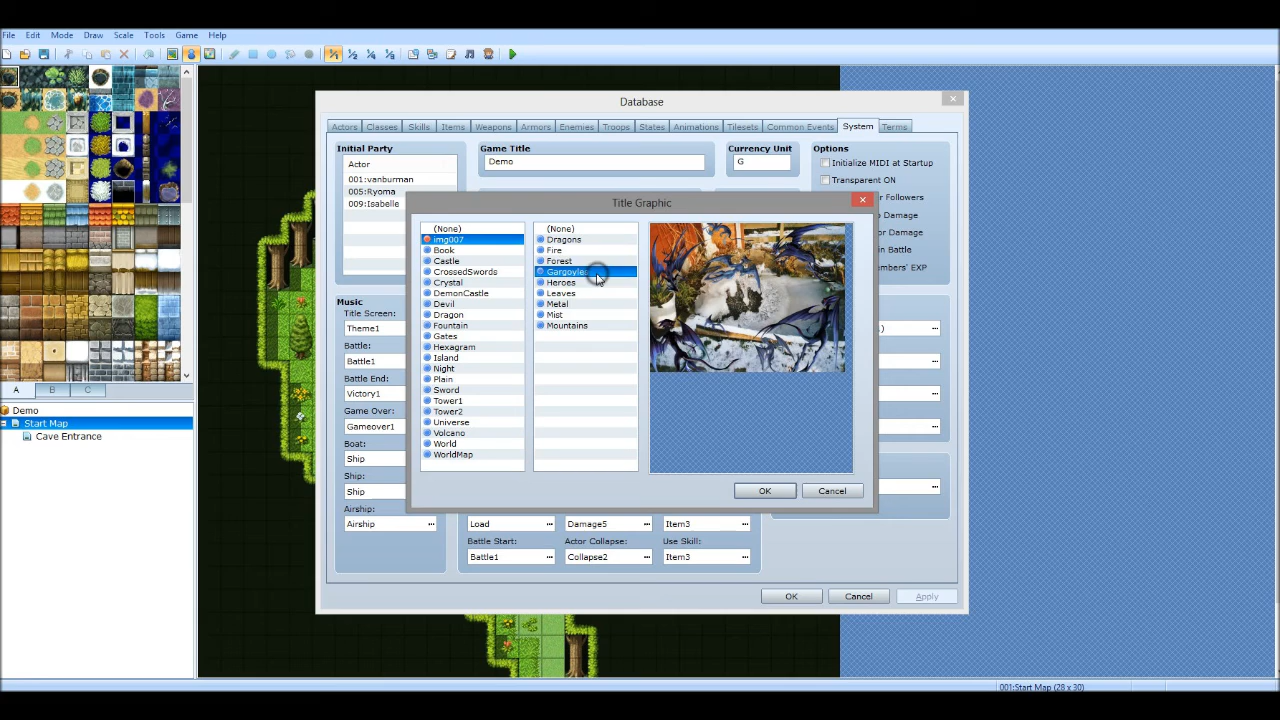 File Edit Mode Draw Scale Tools Game Help
Database
Actors Classes Skills Items Weapons Armors Enemies Troops States Animations Tilesets Common Events System Terms
Initial Party
Actor
001:vanburman
005:Ryoma
009:Isabelle
Game Title
Demo
Currency Unit
G
Options
Initialize MIDI at Startup
Transparent ON
Followers
Damage
Damage
in Battle
mbers' EXP
Title Graphic
(None)
img007
Book
Castle
CrossedSwords
Crystal
DemonCastle
Devil
Dragon
Fountain
Gates
Hexagram
Island
Night
Plain
Sword
Tower1
Tower2
Universe
Volcano
World
WorldMap
(None)
Dragons
Fire
Forest
Gargoyles
Heroes
Leaves
Metal
Mist
Mountains
OK Cancel
Music
Title Screen:
Theme1
Battle:
Battle1
Battle End:
Victory1
Game Over:
Gameover1
Boat:
Ship
Ship:
Ship
Airship:
Airship
Load Damage5 Item3
Battle Start: Actor Collapse: Use Skill:
Battle1 Collapse2 Item3
OK Cancel Apply
A B C
Demo
Start Map
Cave Entrance
001:Start Map (28 x 30)